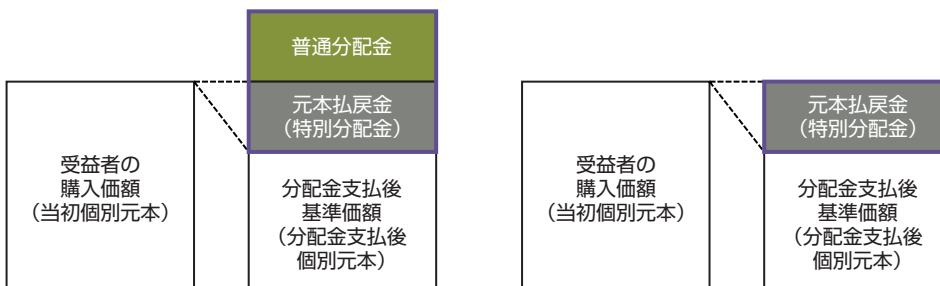 普通分配金
元本払戻金
（特別分配金）
受益者の
購入価額
（当初個別元本）
分配金支払後
基準価額
（分配金支払後
個別元本）
元本払戻金
（特別分配金）
受益者の
購入価額
（当初個別元本）
分配金支払後
基準価額
（分配金支払後
個別元本）